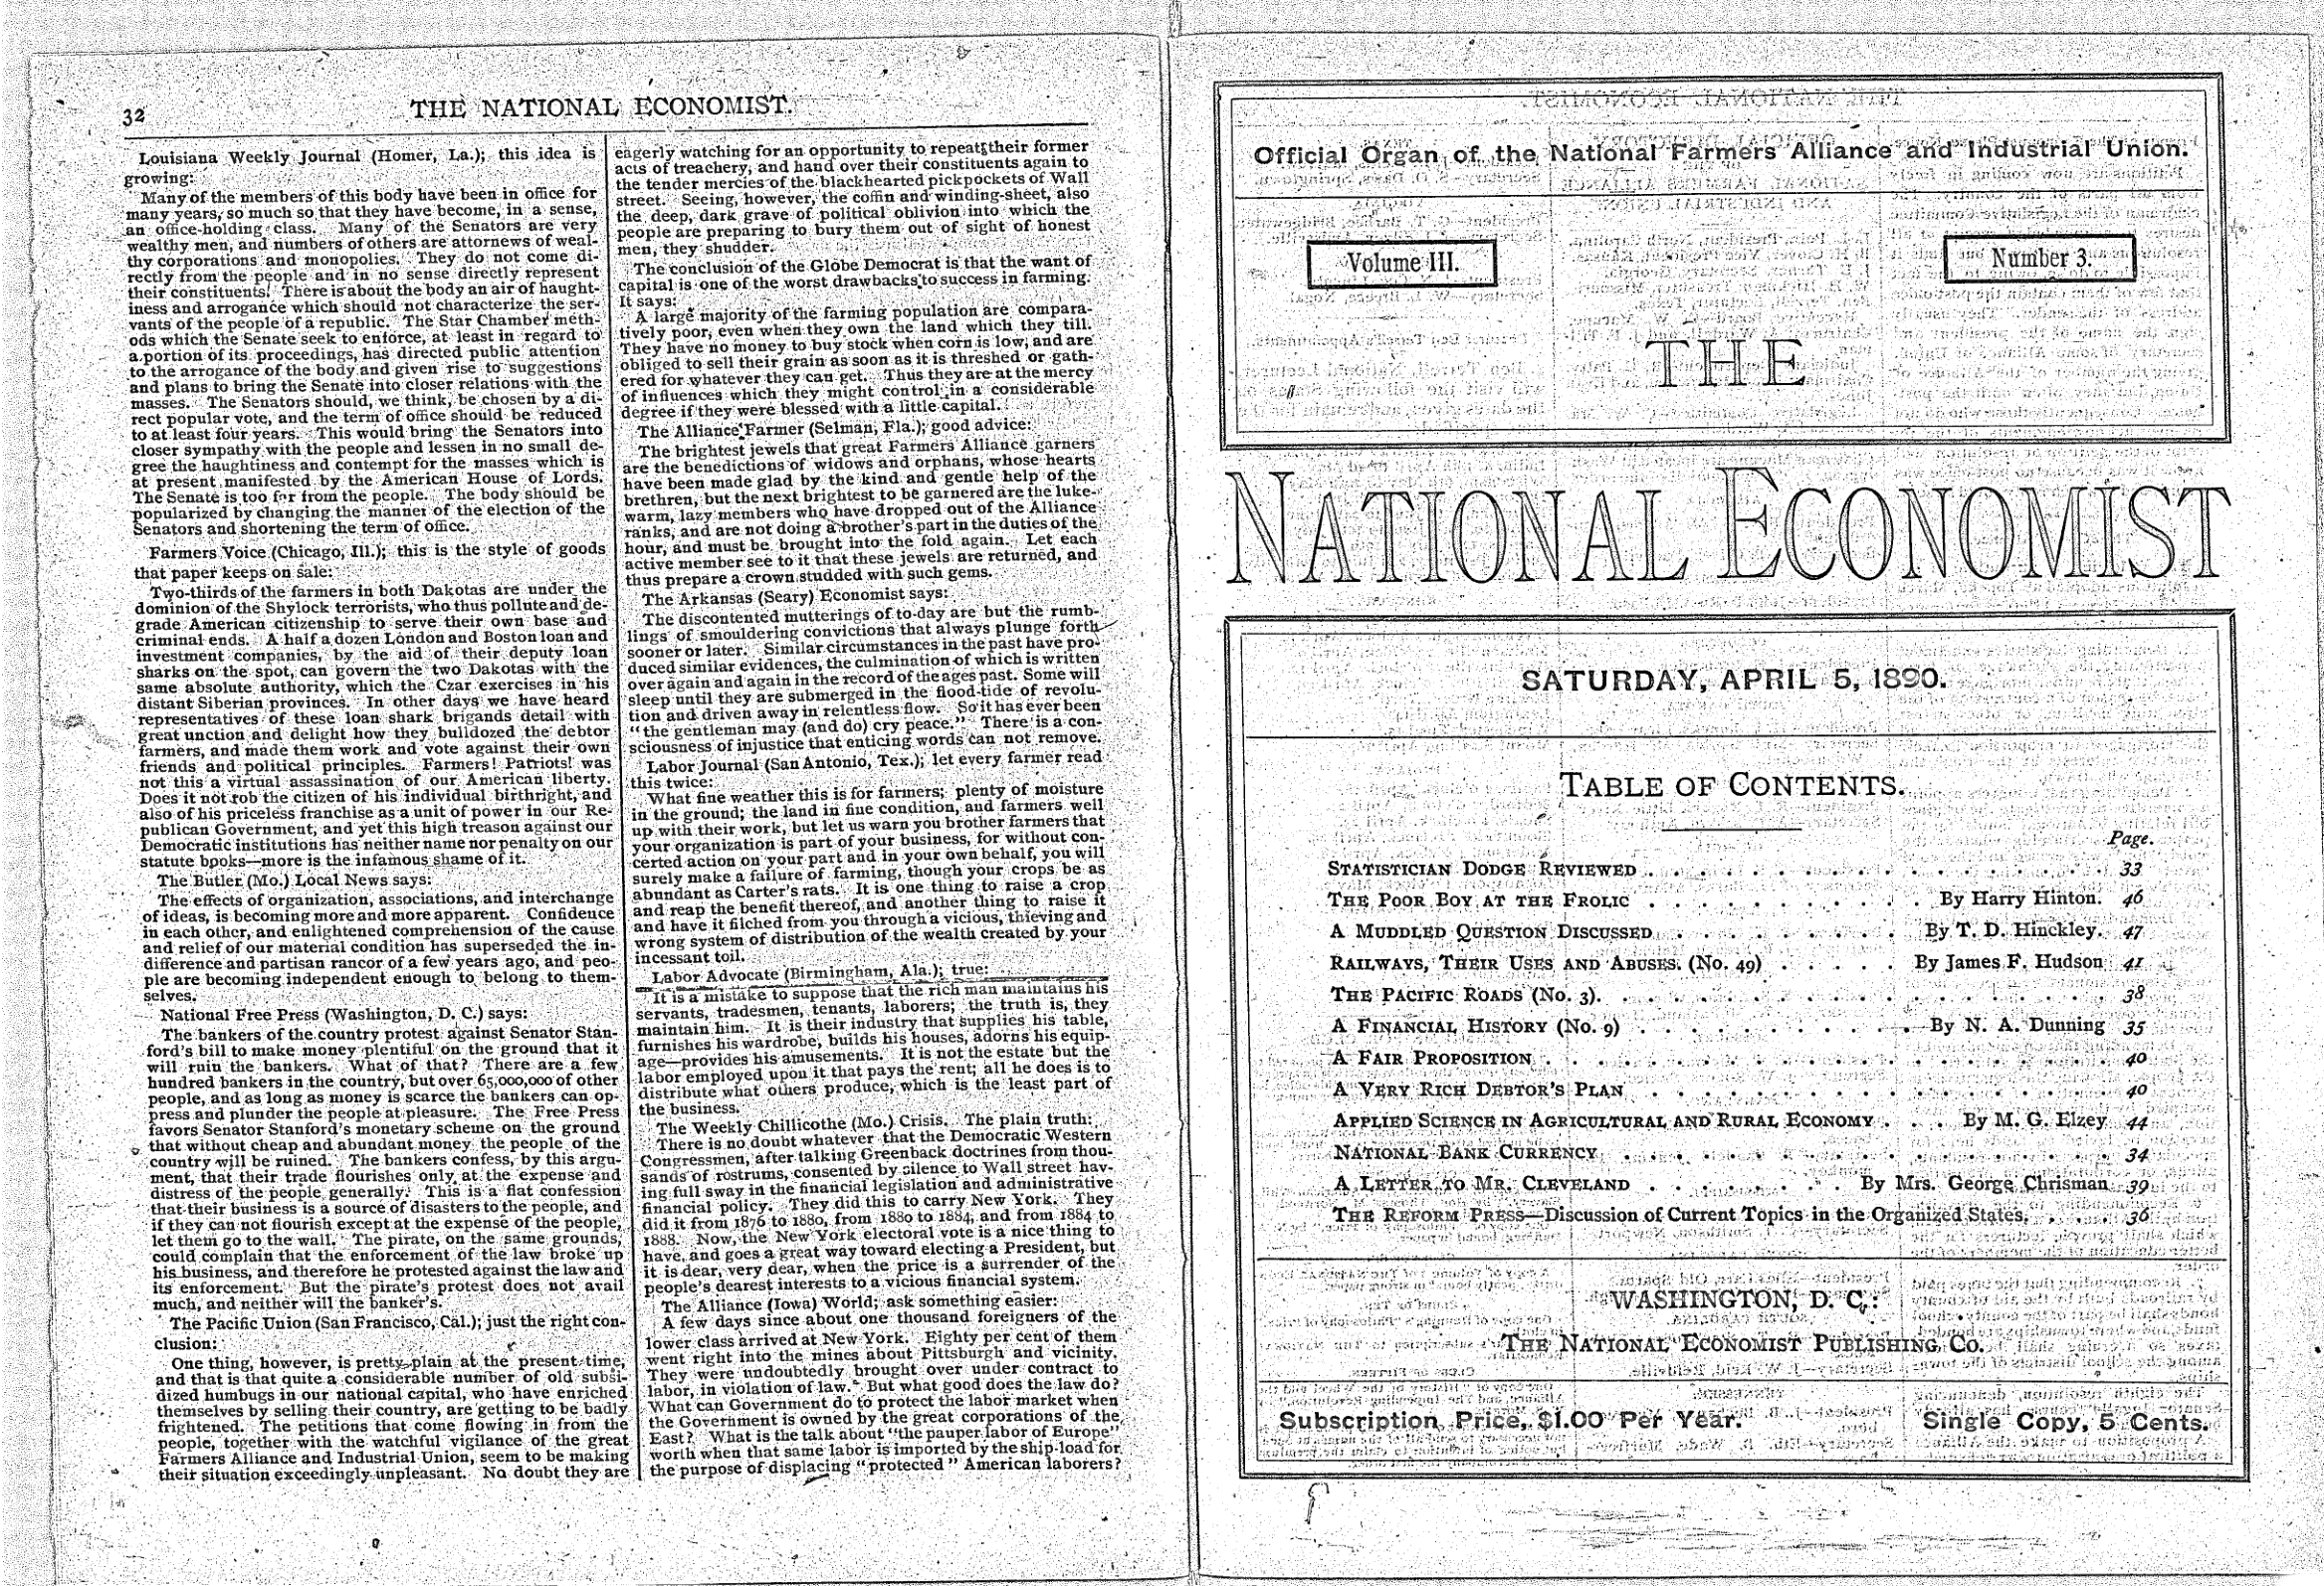 32
THE NATIONAL ECONOMIST.
Louisiana Weekly Journal (Homer, La.); this idea is
growing:
Many of the members of this body have been in office for
many years, so much so that they have become, in a sense,
an office-holding class. Many of the Senators are very
wealthy men, and numbers of others are attornews of weal-
thy corporations and monopolies. They do not come di-
rectly from the people and in no sense directly represent
their constituents! There is about the body an air of haught-
iness and arrogance which should not characterize the ser-
vants of the people of a republic. The Star Chamber meth-
ods which the Senate seek to enforce, at least in regard to
a portion of its proceedings, has directed public attention
to the arrogance of the body and given rise to suggestions
and plans to bring the Senate into closer relations with the
masses. The Senators should, we think, be chosen by a di-
rect popular vote, and the term of office should be reduced
to at least four years. This would bring the Senators into
closer sympathy with the people and lessen in no small de-
gree the haughtiness and contempt for the masses which is
at present manifested by the American House of Lords.
The Senate is too far from the people. The body should be
popularized by changing the manner of the election of the
Senators and shortening the term of office.
Farmers Voice (Chicago, Ill.); this is the style of goods
that paper keeps on sale:
Two-thirds of the farmers in both Dakotas are under the
dominion of the Shylock terrorists, who thus pollute and de-
grade American citizenship to serve their own base and
criminal ends. A half a dozen London and Boston loan and
investment companies, by the aid of their deputy loan
sharks on the spot, can govern the two Dakotas with the
same absolute authority, which the Czar exercises in his
distant Siberian provinces. In other days we have heard
representatives of these loan shark brigands detail with
great unction and delight how they bulldozed the debtor
farmers, and made them work and vote against their own
friends and political principles. Farmers! Patriots! was
not this a virtual assassination of our American liberty.
Does it not rob the citizen of his individual birthright, and
also of his priceless franchise as a unit of power in our Re-
publican Government, and yet this high treason against our
Democratic institutions has neither name nor penalty on our
statute books—more is the infamous shame of it.
The Butler (Mo.) Local News says:
The effects of organization, associations, and interchange
of ideas, is becoming more and more apparent. Confidence
in each other, and enlightened comprehension of the cause
and relief of our material condition has superseded the in-
difference and partisan rancor of a few years ago, and peo-
ple are becoming independent enough to belong to them-
selves.
National Free Press (Washington, D. C.) says:
The bankers of the country protest against Senator Stan-
ford's bill to make money plentiful on the ground that it
will ruin the bankers. What of that? There are a few
hundred bankers in the country, but over 65,000,000 of other
people, and as long as money is scarce the bankers can op-
press and plunder the people at pleasure. The Free Press
favors Senator Stanford's monetary scheme on the ground
that without cheap and abundant money the people of the
country will be ruined. The bankers confess, by this argu-
ment, that their trade flourishes only at the expense and
distress of the people generally. This is a flat confession
that their business is a source of disasters to the people, and
if they can not flourish except at the expense of the people,
let them go to the wall. The pirate, on the same grounds,
could complain that the enforcement of the law broke up
his business, and therefore he protested against the law and
its enforcement. But the pirate's protest does not avail
much, and neither will the banker's.
The Pacific Union (San Francisco, Cal.); just the right con-
clusion:
One thing, however, is pretty plain at the present time,
and that is that quite a considerable number of old subsi-
dized humbugs in our national capital, who have enriched
themselves by selling their country, are getting to be badly
frightened. The petitions that come flowing in from the
people, together with the watchful vigilance of the great
Farmers Alliance and Industrial Union, seem to be making
their situation exceedingly unpleasant. No doubt they are
eagerly watching for an opportunity to repeat their former
acts of treachery, and hand over their constituents again to
the tender mercies of the blackhearted pickpockets of Wall
street. Seeing, however, the coffin and winding-sheet, also
the deep, dark grave of political oblivion into which the
people are preparing to bury them out of sight of honest
men, they shudder.
The conclusion of the Globe Democrat is that the want of
capital is one of the worst drawbacks to success in farming.
It says:
A large majority of the farming population are compara-
tively poor, even when they own the land which they till.
They have no money to buy stock when corn is low, and are
obliged to sell their grain as soon as it is threshed or gath-
ered for whatever they can get. Thus they are at the mercy
of influences which they might control in a considerable
degree if they were blessed with a little capital.
The Alliance Farmer (Selman, Fla.); good advice:
The brightest jewels that great Farmers Alliance garners
are the benedictions of widows and orphans, whose hearts
have been made glad by the kind and gentle help of the
brethren, but the next brightest to be garnered are the luke-
warm, lazy members who have dropped out of the Alliance
ranks, and are not doing a brother's part in the duties of the
hour, and must be brought into the fold again. Let each
active member see to it that these jewels are returned, and
thus prepare a crown studded with such gems.
The Arkansas (Seary) Economist says:
The discontented mutterings of to-day are but the rumb-
lings of smouldering convictions that always plunge forth
sooner or later. Similar circumstances in the past have pro-
duced similar evidences, the culmination of which is written
over again and again in the record of the ages past. Some will
sleep until they are submerged in the flood-tide of revolu-
tion and driven away in relentless flow. So it has ever been
"the gentleman may (and do) cry peace." There is a con-
sciousness of injustice that enticing words can not remove.
Labor Journal (San Antonio, Tex.); let every farmer read
this twice:
What fine weather this is for farmers; plenty of moisture
in the ground; the land in fine condition, and farmers well
up with their work, but let us warn you brother farmers that
your organization is part of your business, for without con-
certed action on your part and in your own behalf, you will
surely make a failure of farming, though your crops be as
abundant as Carter's rats. It is one thing to raise a crop
and reap the benefit thereof, and another thing to raise it
and have it filched from you through a vicious, thieving and
wrong system of distribution of the wealth created by your
incessant toil.
Labor Advocate (Birmingham, Ala.); true:
It is a mistake to suppose that the rich man maintains his
servants, tradesmen, tenants, laborers; the truth is, they
maintain him. It is their industry that supplies his table,
furnishes his wardrobe, builds his houses, adorns his equip-
age—provides his amusements. It is not the estate but the
labor employed upon it that pays the rent; all he does is to
distribute what others produce, which is the least part of
the business.
The Weekly Chillicothe (Mo.) Crisis. The plain truth:
There is no doubt whatever that the Democratic Western
Congressmen, after talking Greenback doctrines from thou-
sands of rostrums, consented by silence to Wall street hav-
ing full sway in the financial legislation and administrative
financial policy. They did this to carry New York. They
did it from 1876 to 1880, from 1880 to 1884, and from 1884 to
1888. Now, the New York electoral vote is a nice thing to
have, and goes a great way toward electing a President, but
it is dear, very dear, when the price is a surrender of the
people's dearest interests to a vicious financial system.
The Alliance (Iowa) World; ask something easier:
A few days since about one thousand foreigners of the
lower class arrived at New York. Eighty per cent of them
went right into the mines about Pittsburgh and vicinity.
They were undoubtedly brought over under contract to
labor, in violation of law. But what good does the law do?
What can Government do to protect the labor market when
the Government is owned by the great corporations of the
East? What is the talk about "the pauper labor of Europe"
worth when that same labor is imported by the ship-load for
the purpose of displacing "protected" American laborers?
Official Organ of the National Farmers Alliance and Industrial Union.
Volume III.
Number 3.
THE
NATIONAL ECONOMIST
SATURDAY, APRIL 5, 1890.
TABLE OF CONTENTS.
Page.
STATISTICIAN DODGE REVIEWED . . . . . . . . . . 33
THE POOR BOY AT THE FROLIC . . . . . . . . . . By Harry Hinton. 46
A MUDDLED QUESTION DISCUSSED . . . . . . . . . By T. D. Hinckley. 47
RAILWAYS, THEIR USES AND ABUSES. (No. 49) . . . . . By James F. Hudson 41
THE PACIFIC ROADS (No. 3). . . . . . . . . . . 38
A FINANCIAL HISTORY (No. 9) . . . . . . . . . . By N. A. Dunning 35
A FAIR PROPOSITION . . . . . . . . . . 40
A VERY RICH DEBTOR'S PLAN . . . . . . . . . . 40
APPLIED SCIENCE IN AGRICULTURAL AND RURAL ECONOMY . . . By M. G. Elzey 44
NATIONAL BANK CURRENCY . . . . . . . . . . 34
A LETTER TO MR. CLEVELAND . . . . . . . . By Mrs. George Chrisman 39
THE REFORM PRESS—Discussion of Current Topics in the Organized States. . . . . 36
WASHINGTON, D. C.:
THE NATIONAL ECONOMIST PUBLISHING CO.
Subscription Price, $1.00 Per Year.
Single Copy, 5 Cents.